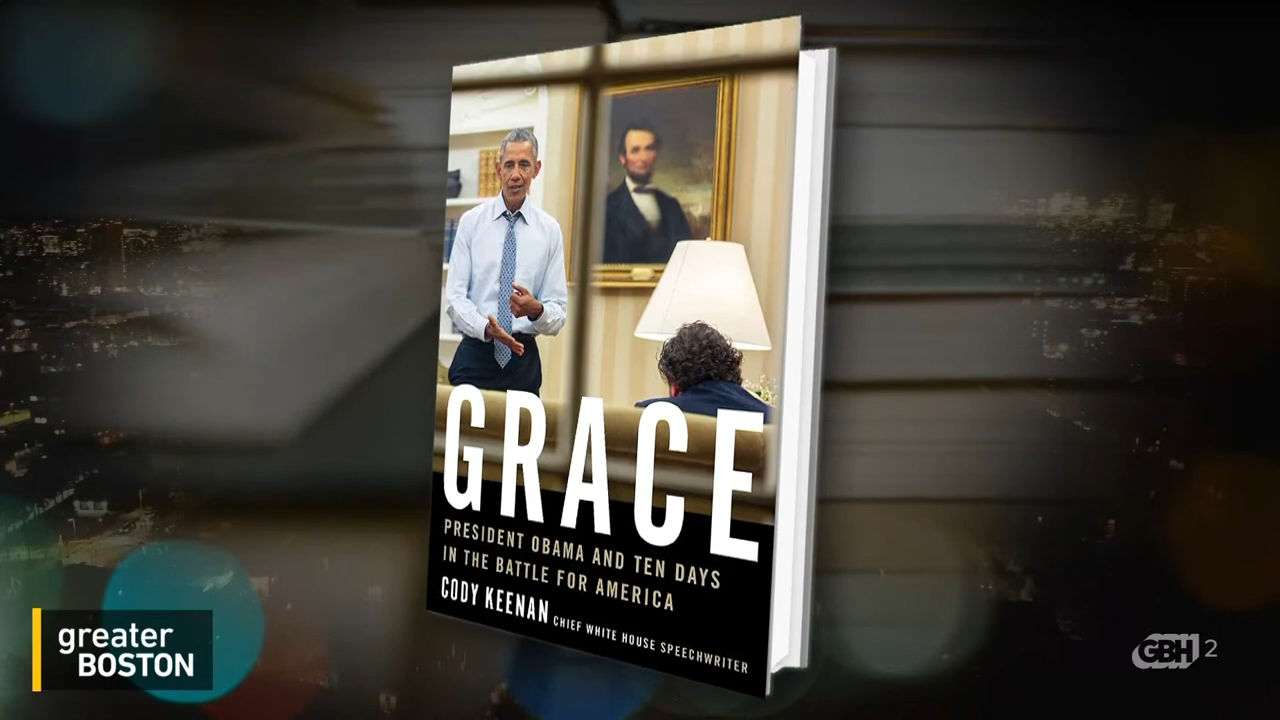 GRACE
PRESIDENT OBAMA AND TEN DAYS
IN THE BATTLE FOR AMERICA
CODY KEENAN CHIEF WHITE HOUSE SPEECHWRITER
greater
BOSTON
GBH 2